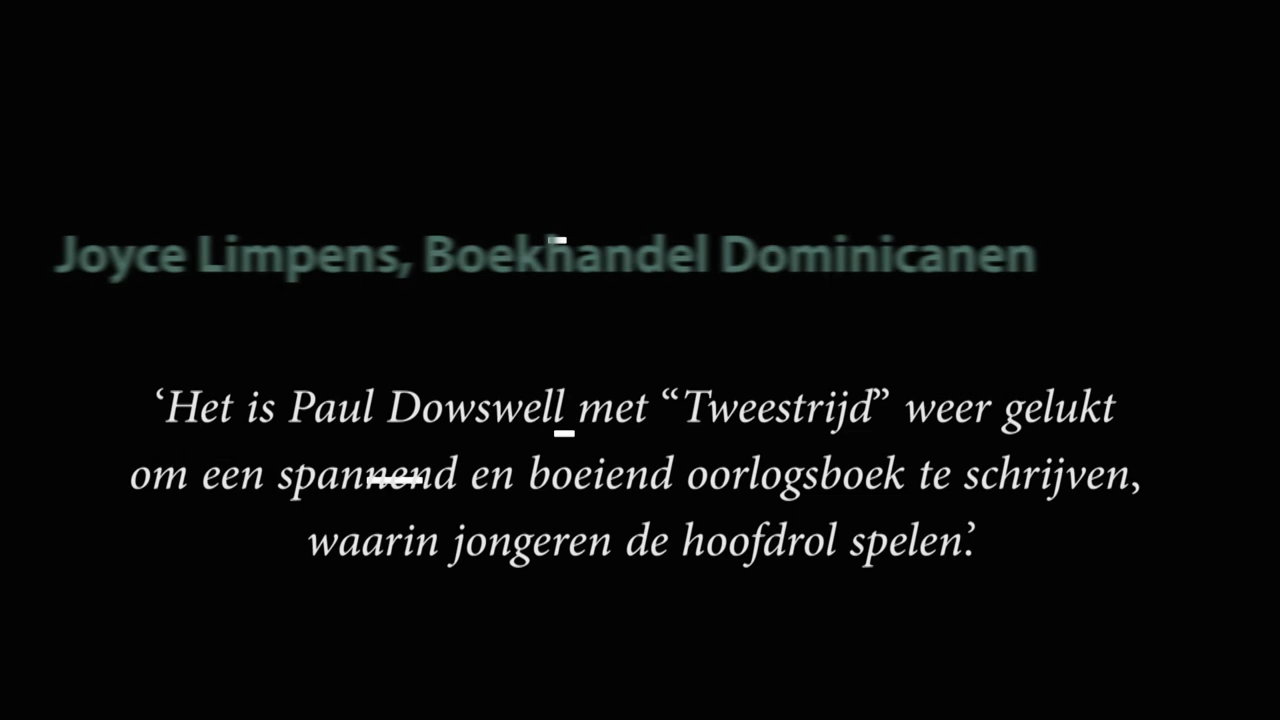 Joyce Limpens, Boekhandel Dominicanen
‘Het is Paul Dowswell met “Tweestrijd” weer gelukt
om een spannend en boeiend oorlogsboek te schrijven,
waarin jongeren de hoofdrol spelen.’